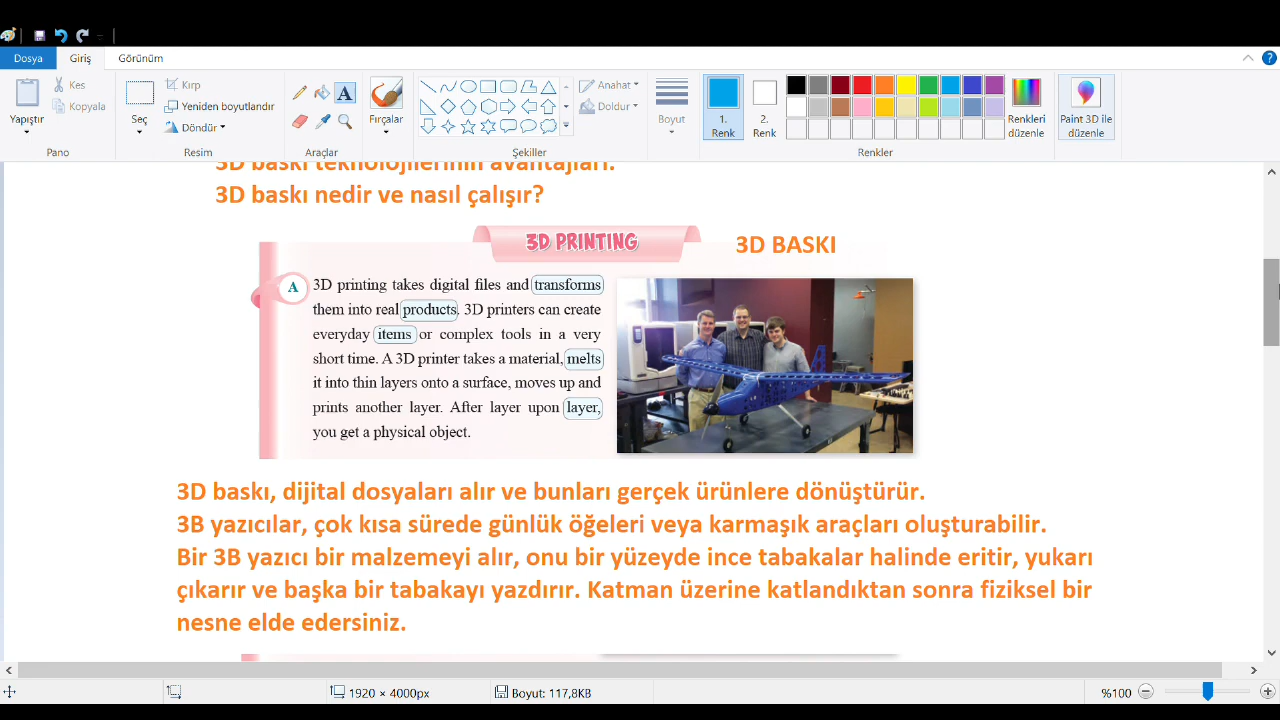 Dosya
Giriş
Görünüm
Yapıştır
Kes
Kopyala
Pano
Seç
Kırp
Yeniden boyutlandır
Döndür
Resim
A
Araçlar
Fırçalar
Anahat
Doldur
Şekiller
Boyut
1. Renk
2. Renk
Renkleri düzenle
Renkler
Paint 3D ile düzenle
3D baskı teknolojilerinin avantajları.
3D baskı nedir ve nasıl çalışır?
3D PRINTING
3D BASKI
A
3D printing takes digital files and transforms
them into real products. 3D printers can create
everyday items or complex tools in a very
short time. A 3D printer takes a material, melts
it into thin layers onto a surface, moves up and
prints another layer. After layer upon layer,
you get a physical object.
3D baskı, dijital dosyaları alır ve bunları gerçek ürünlere dönüştürür.
3B yazıcılar, çok kısa sürede günlük öğeleri veya karmaşık araçları oluşturabilir.
Bir 3B yazıcı bir malzemeyi alır, onu bir yüzeyde ince tabakalar halinde eritir, yukarı
çıkarır ve başka bir tabakayı yazdırır. Katman üzerine katlandıktan sonra fiziksel bir
nesne elde edersiniz.
1920 × 4000px
Boyut: 117,8KB
%100